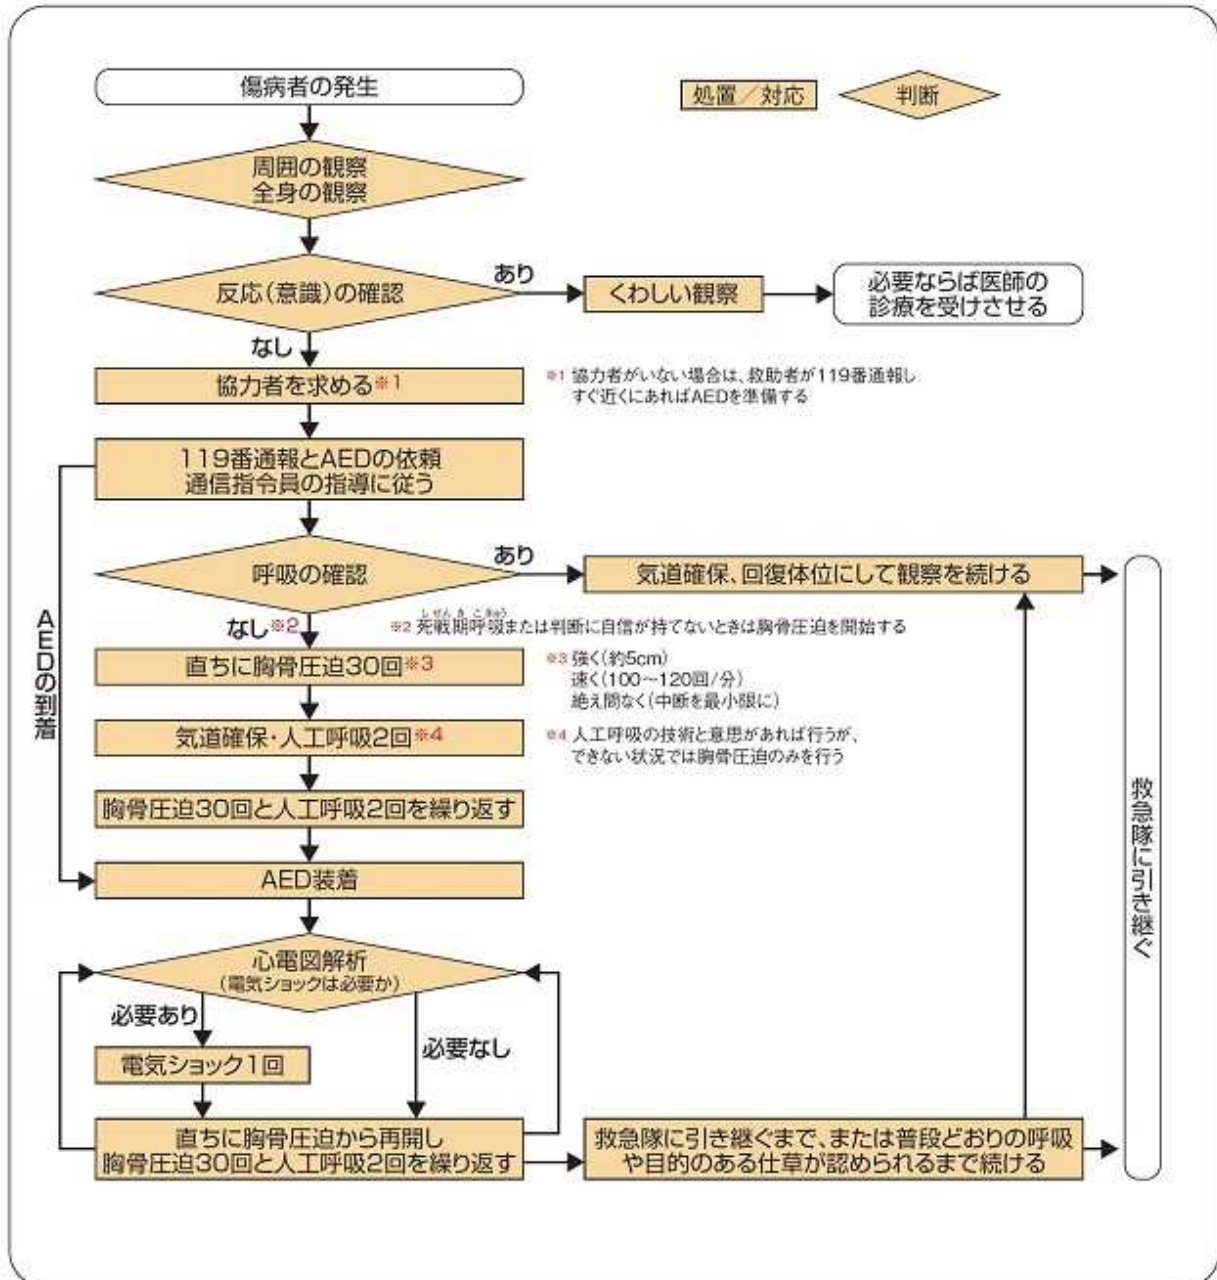 傷病者の発生
処置／対応
判断
周囲の観察
全身の観察
反応(意識)の確認
あり
くわしい観察
必要ならば医師の
診療を受けさせる
なし
協力者を求める※1
※1 協力者がいない場合は、救助者が119番通報し
すぐ近くにあればAEDを準備する
119番通報とAEDの依頼
通信指令員の指導に従う
呼吸の確認
あり
気道確保、回復体位にして観察を続ける
AEDの到着
なし※2
しせんきこきゅう
※2 死戦期呼吸または判断に自信が持てないときは胸骨圧迫を開始する
直ちに胸骨圧迫30回※3
※3 強く(約5cm)
速く(100～120回/分)
絶え間なく(中断を最小限に)
気道確保・人工呼吸2回※4
※4 人工呼吸の技術と意思があれば行うが、
できない状況では胸骨圧迫のみを行う
胸骨圧迫30回と人工呼吸2回を繰り返す
救急隊に引き継ぐ
AED装着
心電図解析
(電気ショックは必要か)
必要あり
必要なし
電気ショック1回
直ちに胸骨圧迫から再開し
胸骨圧迫30回と人工呼吸2回を繰り返す
救急隊に引き継ぐまで、または普段どおりの呼吸
や目的のある仕草が認められるまで続ける